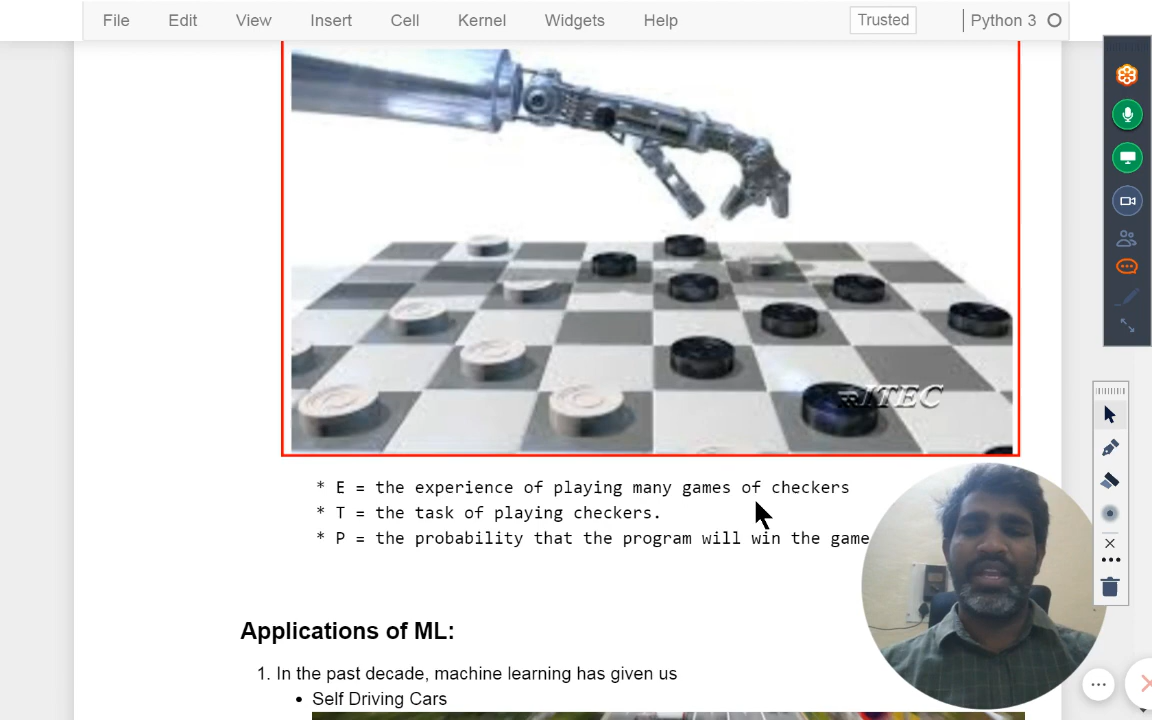 File Edit View Insert Cell Kernel Widgets Help Trusted Python 3
ITEC
* E = the experience of playing many games of checkers
* T = the task of playing checkers.
* P = the probability that the program will win the game
Applications of ML:
1. In the past decade, machine learning has given us
• Self Driving Cars